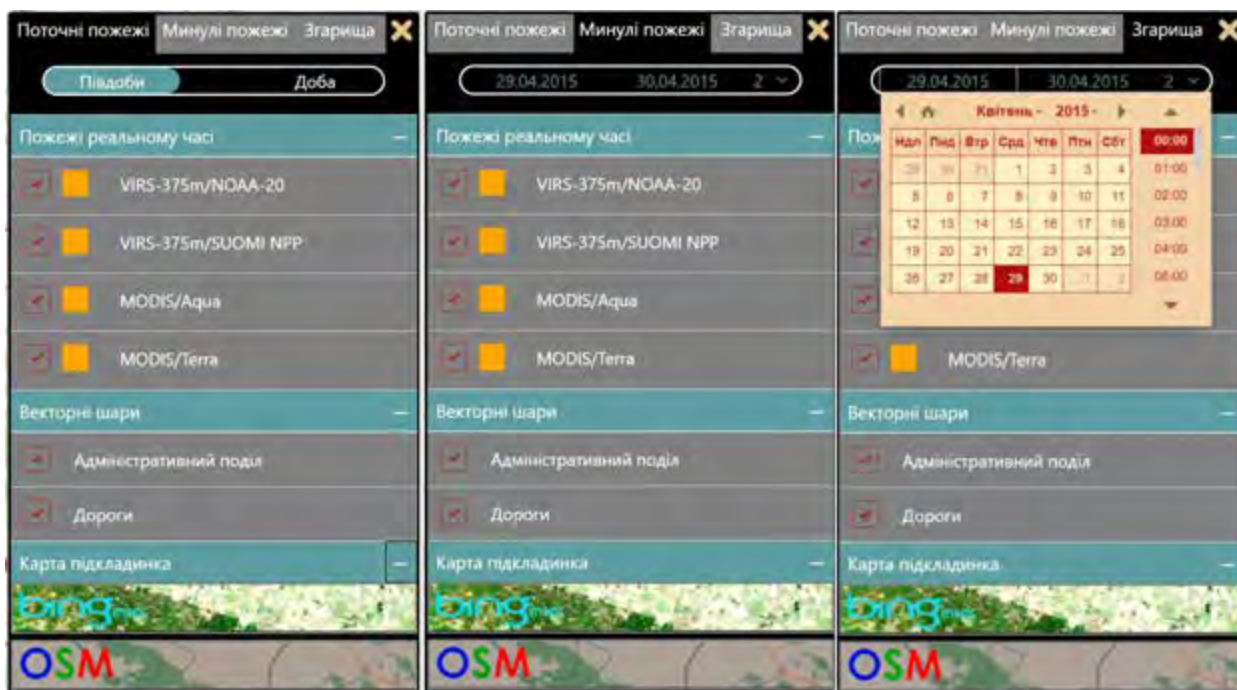 Поточні пожежі Минулі пожежі Згарища
Півдоби Доба
Пожежі реальному часі
VIRS-375m/NOAA-20
VIRS-375m/SUOMI NPP
MODIS/Aqua
MODIS/Terra
Векторні шари
Адміністративний поділ
Дороги
Карта підкладинка
bing
OSM
Поточні пожежі Минулі пожежі Згарища
29.04.2015 30.04.2015 2
Пожежі реальному часі
VIRS-375m/NOAA-20
VIRS-375m/SUOMI NPP
MODIS/Aqua
MODIS/Terra
Векторні шари
Адміністративний поділ
Дороги
Карта підкладинка
bing
OSM
Поточні пожежі Минулі пожежі Згарища
29.04.2015 30.04.2015 2
Квітень 2015
Ндл Пнд Втр Срд Чтв Птн Сбт 00:00
29 30 31 1 2 3 4 01:00
5 6 7 8 9 10 11 02:00
12 13 14 15 16 17 18 03:00
19 20 21 22 23 24 25 04:00
26 27 28 29 30 1 2 05:00
MODIS/Terra
Векторні шари
Адміністративний поділ
Дороги
Карта підкладинка
bing
OSM